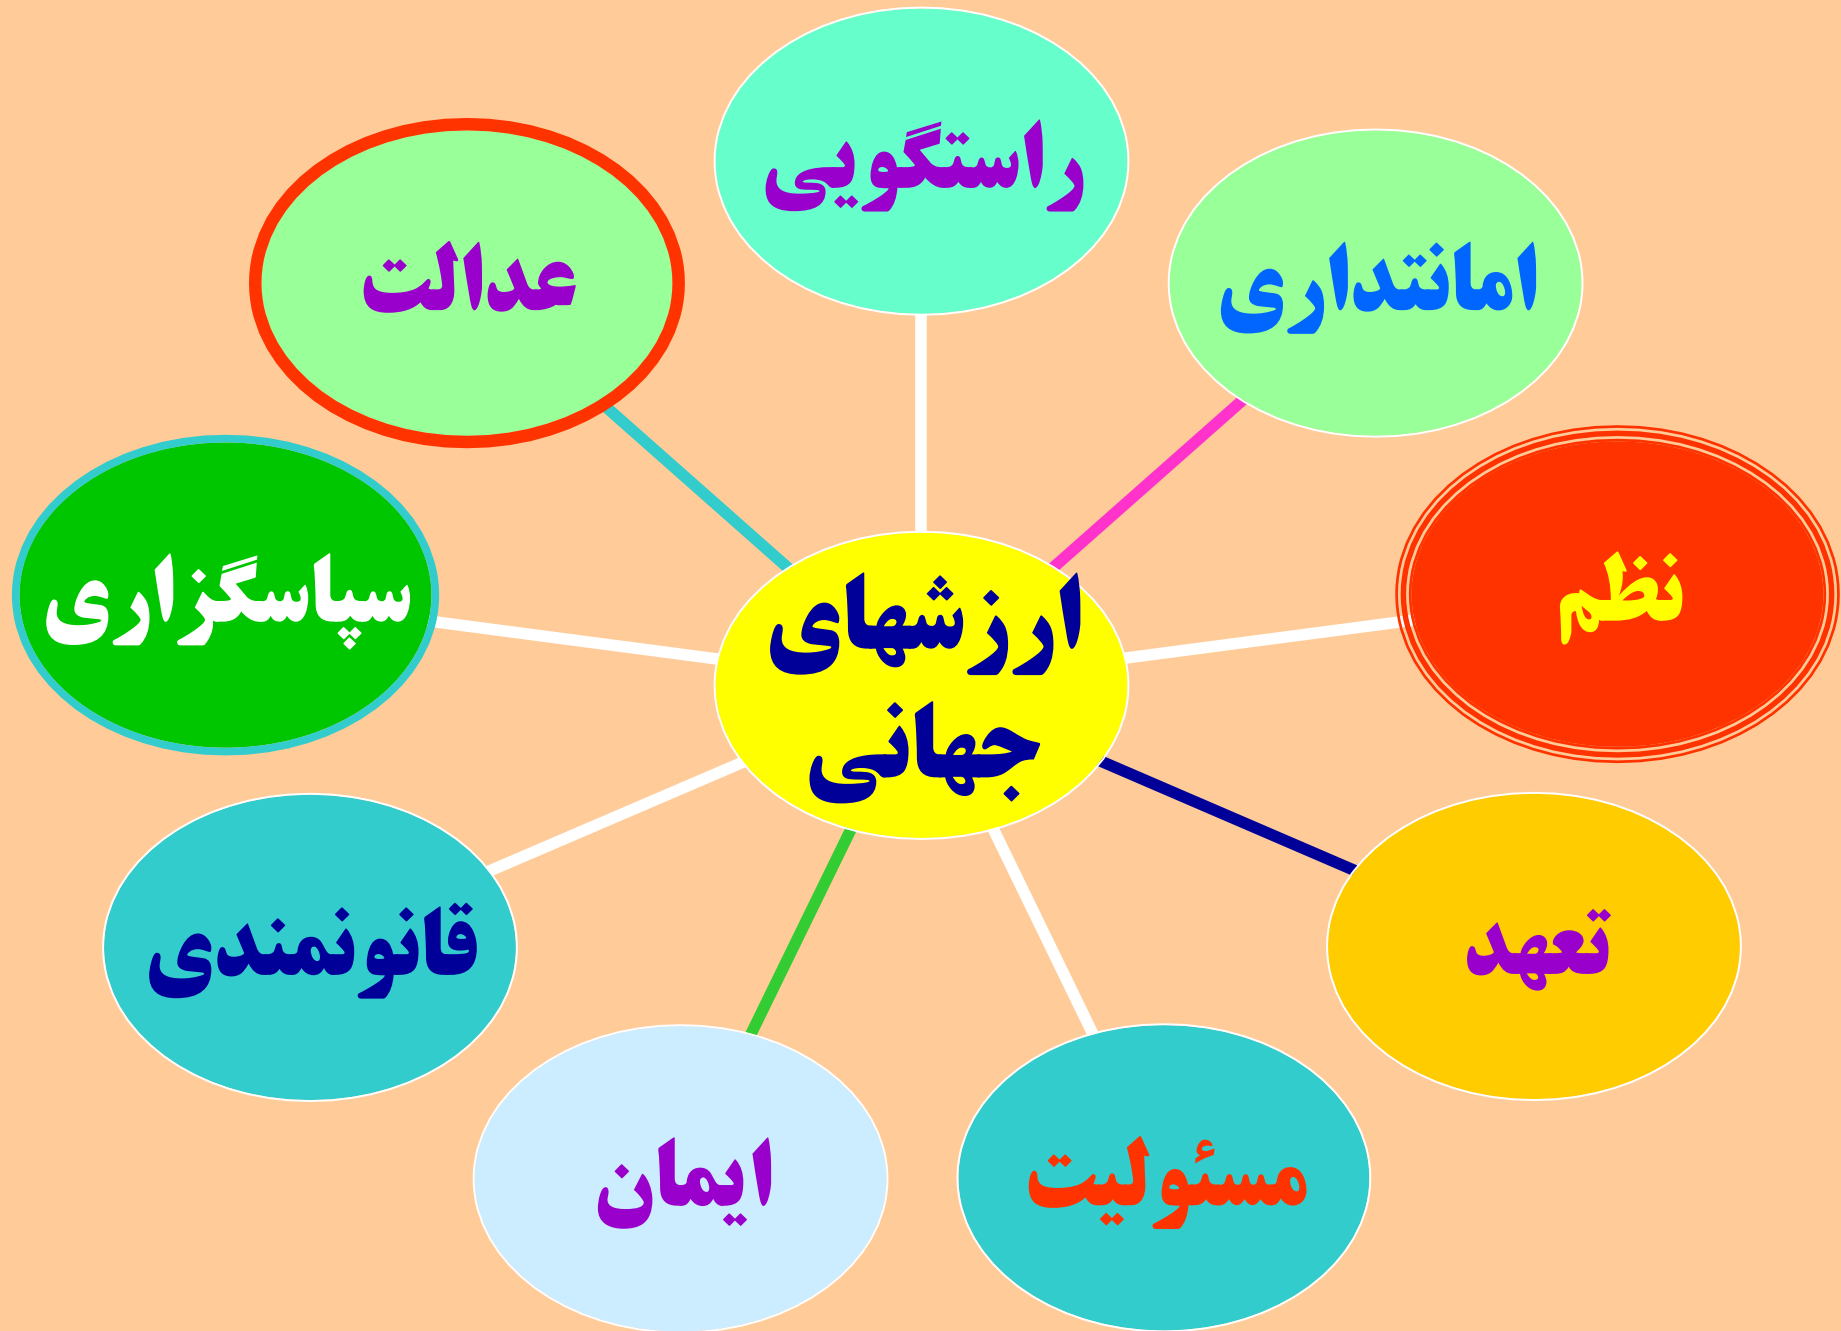 راستگویی
امانتداری
عدالت
نظم
سپاسگزاری
ارزشهای
جهانی
تعهد
قانونمندی
مسئولیت
ایمان